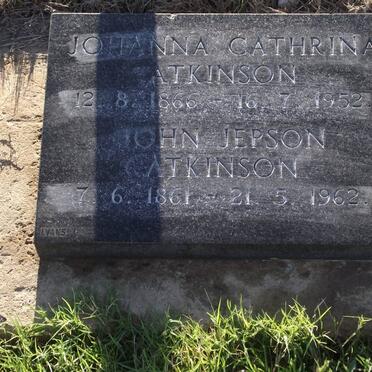 JOHANNA CATHRINA
ATKINSON
12. 8. 1866 - 16. 7. 1952.
JOHN JEPSON
ATKINSON
7. 6. 1861 - 21. 5. 1962.